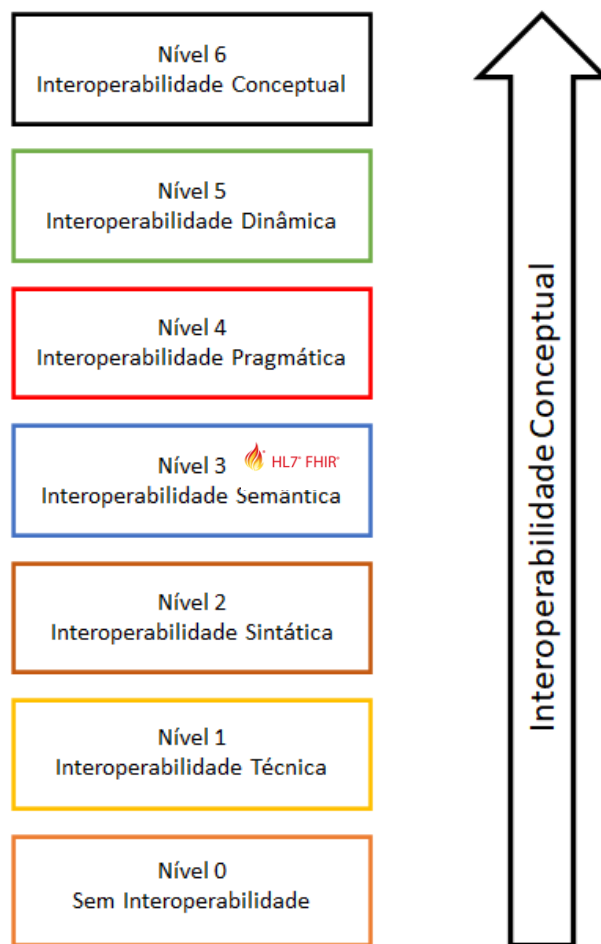 Nível 6
Interoperabilidade Conceptual
Nível 5
Interoperabilidade Dinâmica
Nível 4
Interoperabilidade Pragmática
Nível 3
HL7® FHIR®
Interoperabilidade Semântica
Nível 2
Interoperabilidade Sintática
Nível 1
Interoperabilidade Técnica
Nível 0
Sem Interoperabilidade
Interoperabilidade Conceptual